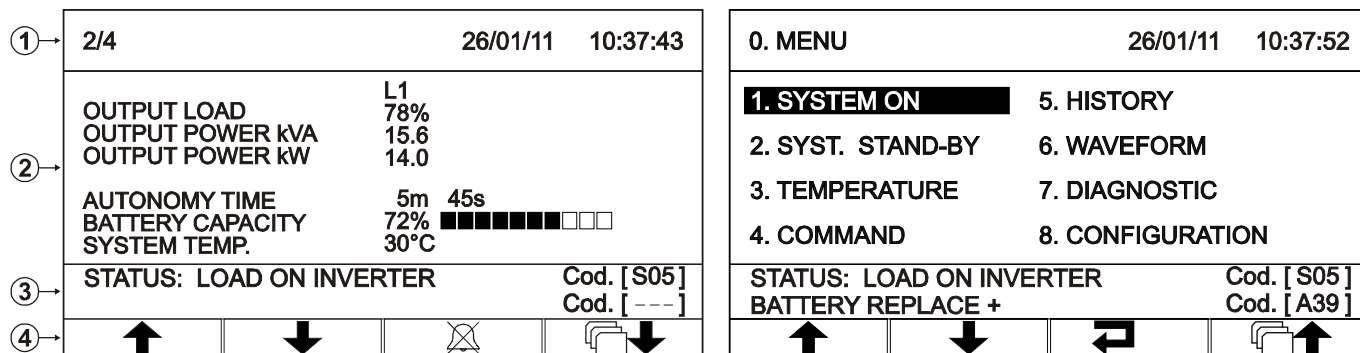 1
2/4 26/01/11 10:37:43
2
L1
OUTPUT LOAD 78%
OUTPUT POWER kVA 15.6
OUTPUT POWER kW 14.0
AUTONOMY TIME 5m 45s
BATTERY CAPACITY 72%
SYSTEM TEMP. 30°C
3
STATUS: LOAD ON INVERTER Cod. [ S05 ]
Cod. [ --- ]
4
0. MENU 26/01/11 10:37:52
1. SYSTEM ON 5. HISTORY
2. SYST. STAND-BY 6. WAVEFORM
3. TEMPERATURE 7. DIAGNOSTIC
4. COMMAND 8. CONFIGURATION
STATUS: LOAD ON INVERTER Cod. [ S05 ]
BATTERY REPLACE + Cod. [ A39 ]